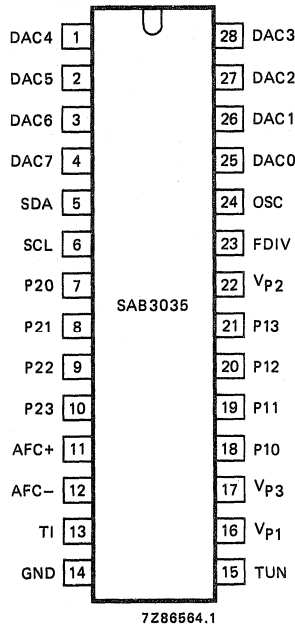 DAC4 1 28 DAC3
DAC5 2 27 DAC2
DAC6 3 26 DAC1
DAC7 4 25 DAC0
SDA 5 24 OSC
SCL 6 23 FDIV
P20 7 22 VP2
SAB3035
P21 8 21 P13
P22 9 20 P12
P23 10 19 P11
AFC+ 11 18 P10
AFC− 12 17 VP3
TI 13 16 VP1
GND 14 15 TUN
7Z86564.1